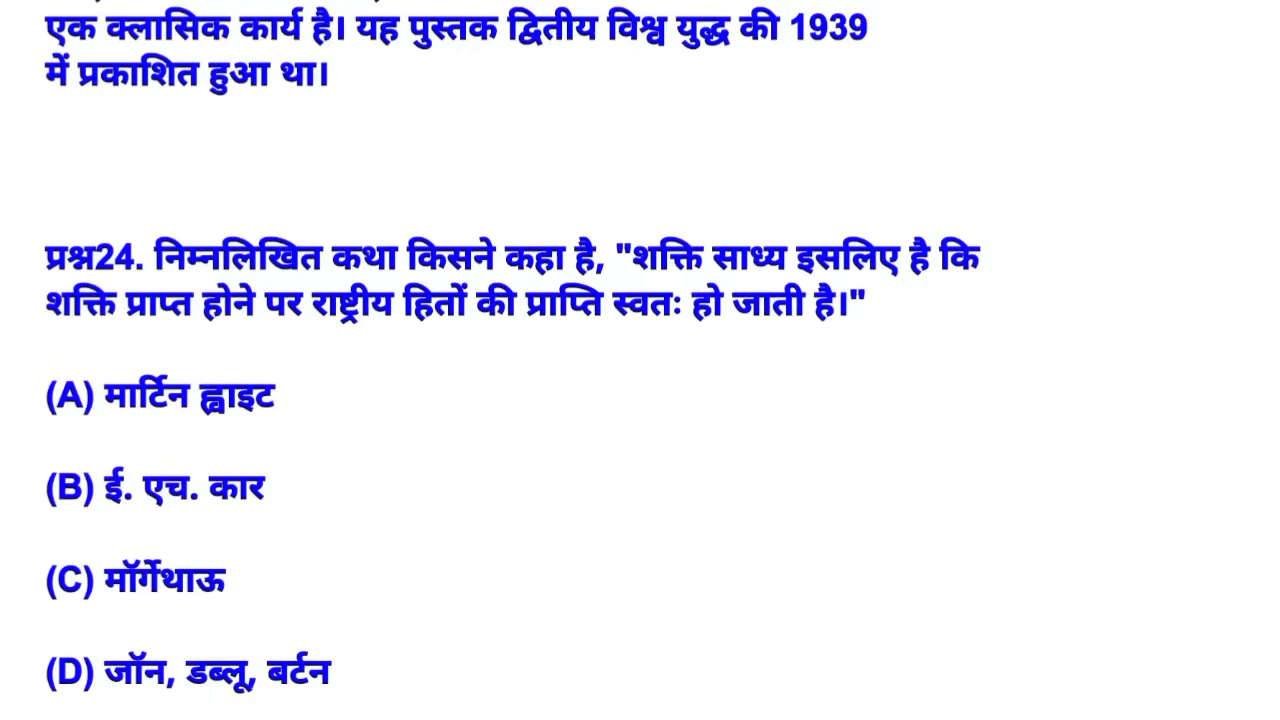 एक क्लासिक कार्य है। यह पुस्तक द्वितीय विश्व युद्ध की 1939
में प्रकाशित हुआ था।
प्रश्न24. निम्नलिखित कथा किसने कहा है, "शक्ति साध्य इसलिए है कि
शक्ति प्राप्त होने पर राष्ट्रीय हितों की प्राप्ति स्वतः हो जाती है।"
(A) मार्टिन ह्वाइट
(B) ई. एच. कार
(C) मॉर्गेथाऊ
(D) जॉन, डब्लू, बर्टन